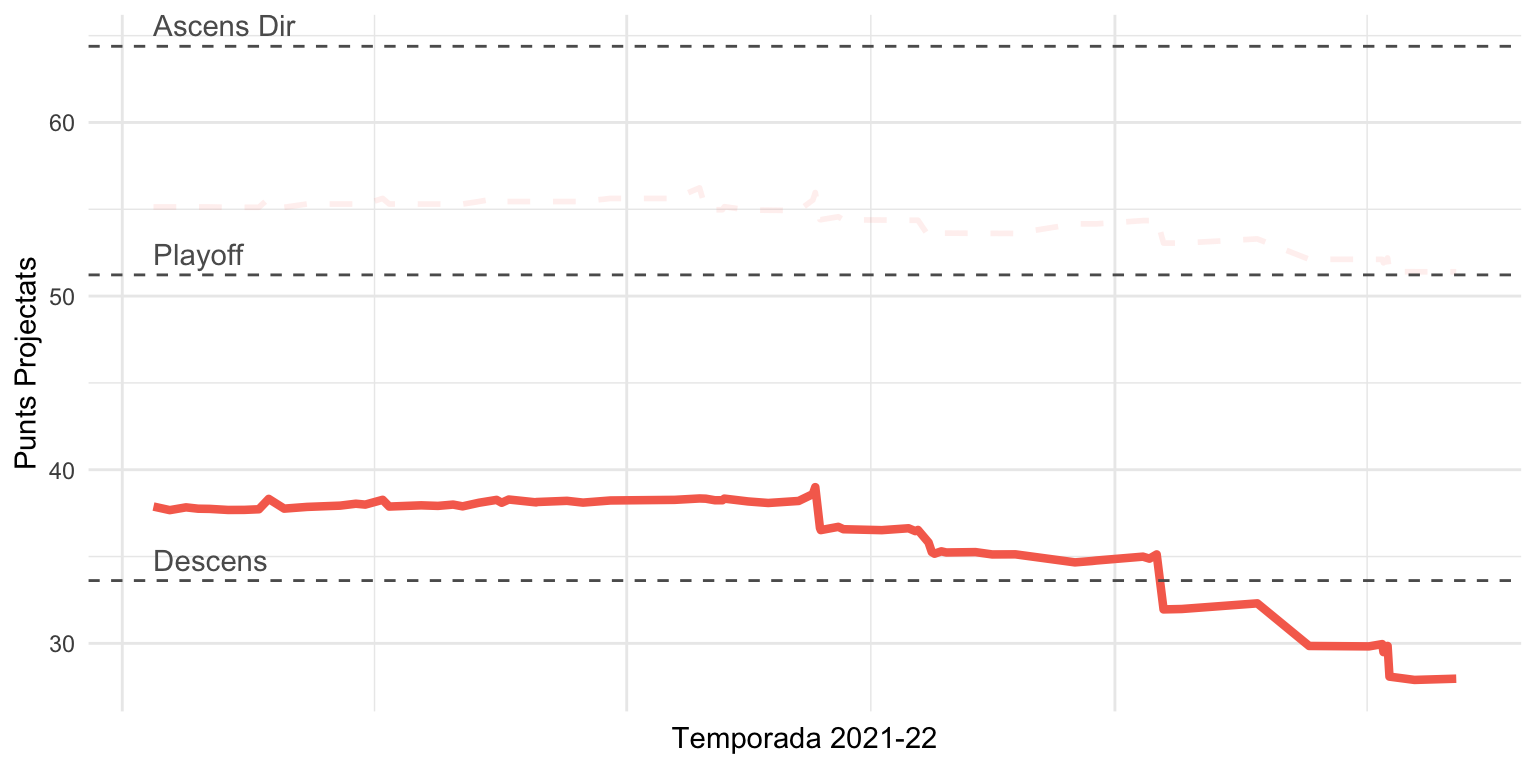 Ascens Dir
60
Playoff
50
Punts Projectats
40
Descens
30
Temporada 2021-22